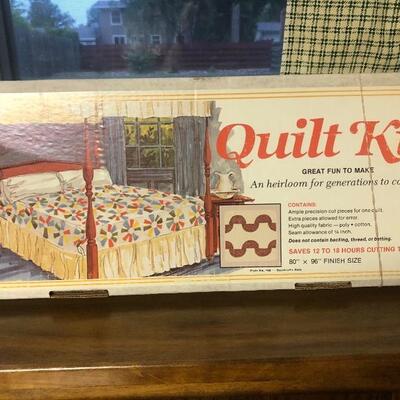 Quilt Ki
GREAT FUN TO MAKE
An heirloom for generations to co
CONTAINS:
Ample precision cut pieces for one quilt.
Extra pieces allowed for error.
High quality fabric — poly • cotton.
Seam allowance of ¼ inch.
Does not contain backing, thread, or batting.
SAVES 12 TO 18 HOURS CUTTING T
80" × 96" FINISH SIZE